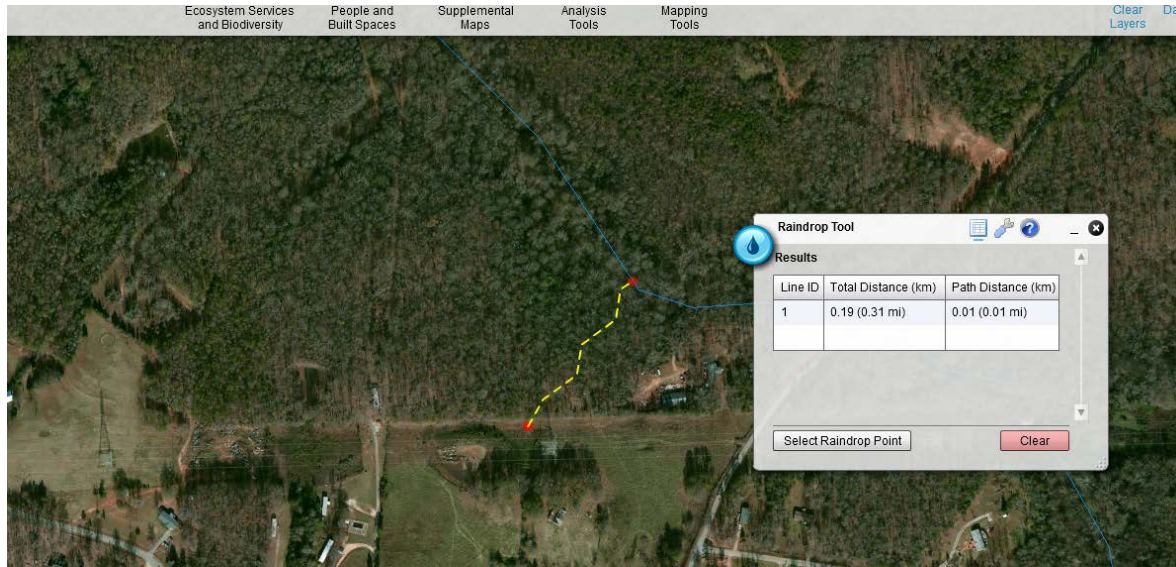 Ecosystem Services
and Biodiversity
People and
Built Spaces
Supplemental
Maps
Analysis
Tools
Mapping
Tools
Clear
Layers
Da
Raindrop Tool
Results
Line ID Total Distance (km) Path Distance (km)
1 0.19 (0.31 mi) 0.01 (0.01 mi)
Select Raindrop Point Clear